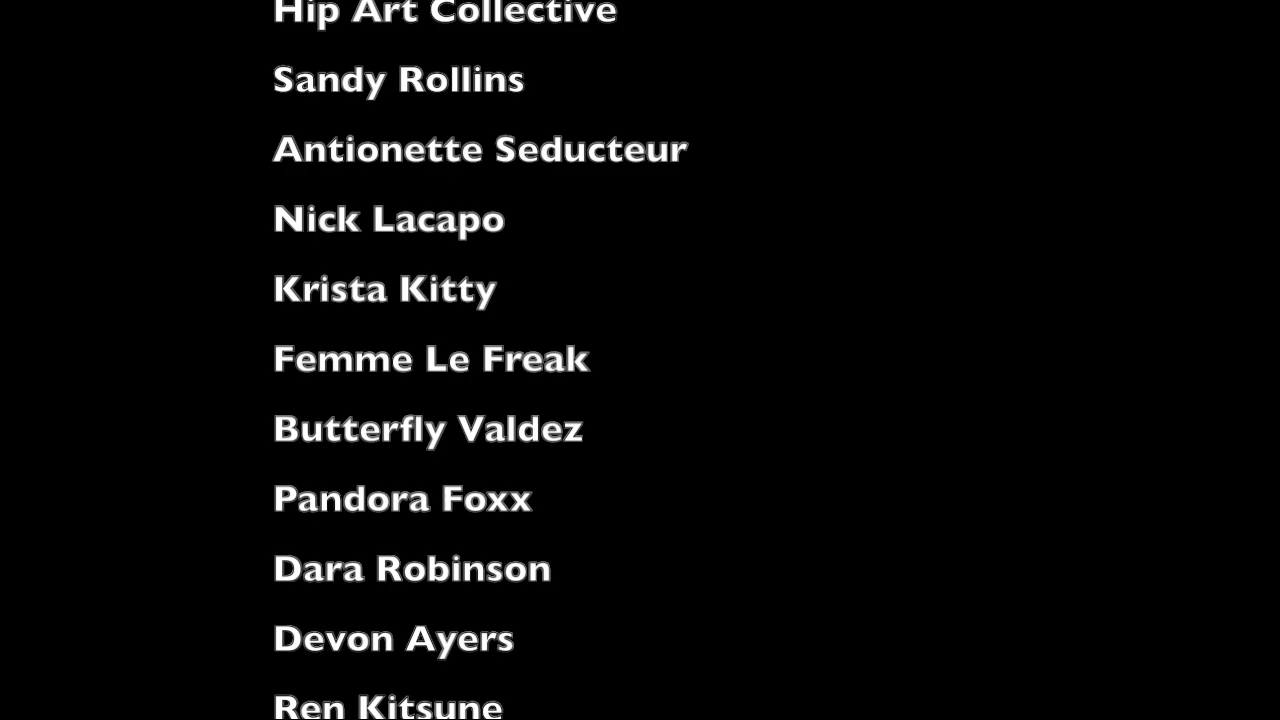 Hip Art Collective
Sandy Rollins
Antionette Seducteur
Nick Lacapo
Krista Kitty
Femme Le Freak
Butterfly Valdez
Pandora Foxx
Dara Robinson
Devon Ayers
Ren Kitsune